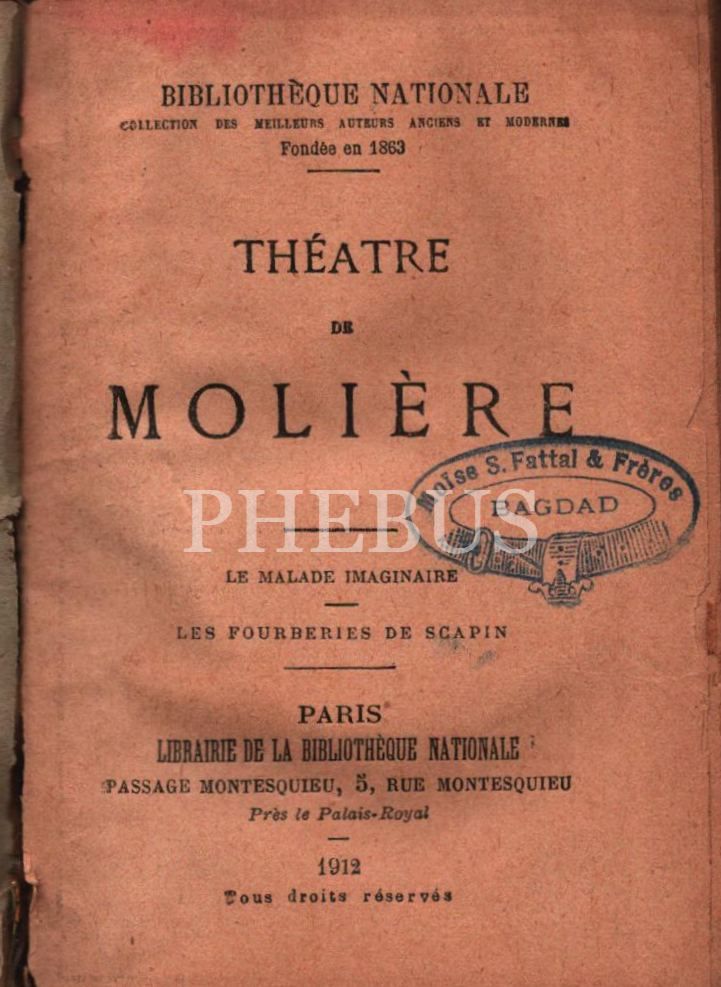 BIBLIOTHÈQUE NATIONALE
COLLECTION DES MEILLEURS AUTEURS ANCIENS ET MODERNES
Fondée en 1863
THÉATRE
DE
MOLIÈRE
Moïse S. Fattal & Frères
BAGDAD
PHEBUS
LE MALADE IMAGINAIRE
LES FOURBERIES DE SCAPIN
PARIS
LIBRAIRIE DE LA BIBLIOTHÈQUE NATIONALE
PASSAGE MONTESQUIEU, 5, RUE MONTESQUIEU
Près le Palais-Royal
1912
Tous droits réservés